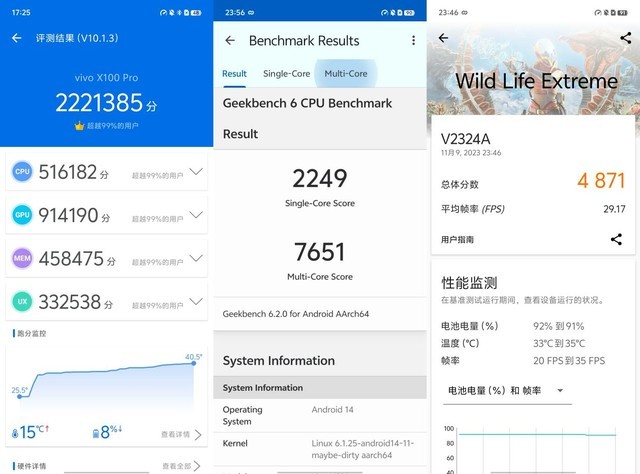 17:25
48
评测结果 (V10.1.3)
vivo X100 Pro
2221385 分
超越99%的用户
CPU 516182 分 超越99%的用户
GPU 914190 分 超越99%的用户
MEM 458475 分 超越99%的用户
UX 332538 分 超越99%的用户
跑分监控
40.5°
25.5°
15℃↑ 8%↓ 查看详情
硬件详情 查看全部
23:56
90
Benchmark Results
Result Single-Core Multi-Core
Geekbench 6 CPU Benchmark
Result
2249
Single-Core Score
7651
Multi-Core Score
Geekbench 6.2.0 for Android AArch64
System Information
System Information
Operating System Android 14
Kernel Linux 6.1.25-android14-11-
maybe-dirty aarch64
23:46
91
Wild Life Extreme
V2324A
11月9, 2023 23:46
总体分数 4 871
平均帧率 (FPS) 29.17
用户指南
性能监测
在基准测试运行期间，查看设备运行的状况。
电池电量 (%) 92% 到 91%
温度 (℃) 33℃ 到 35℃
帧率 20 FPS 到 35 FPS
电池电量 (%) 和 帧率
100
80
60